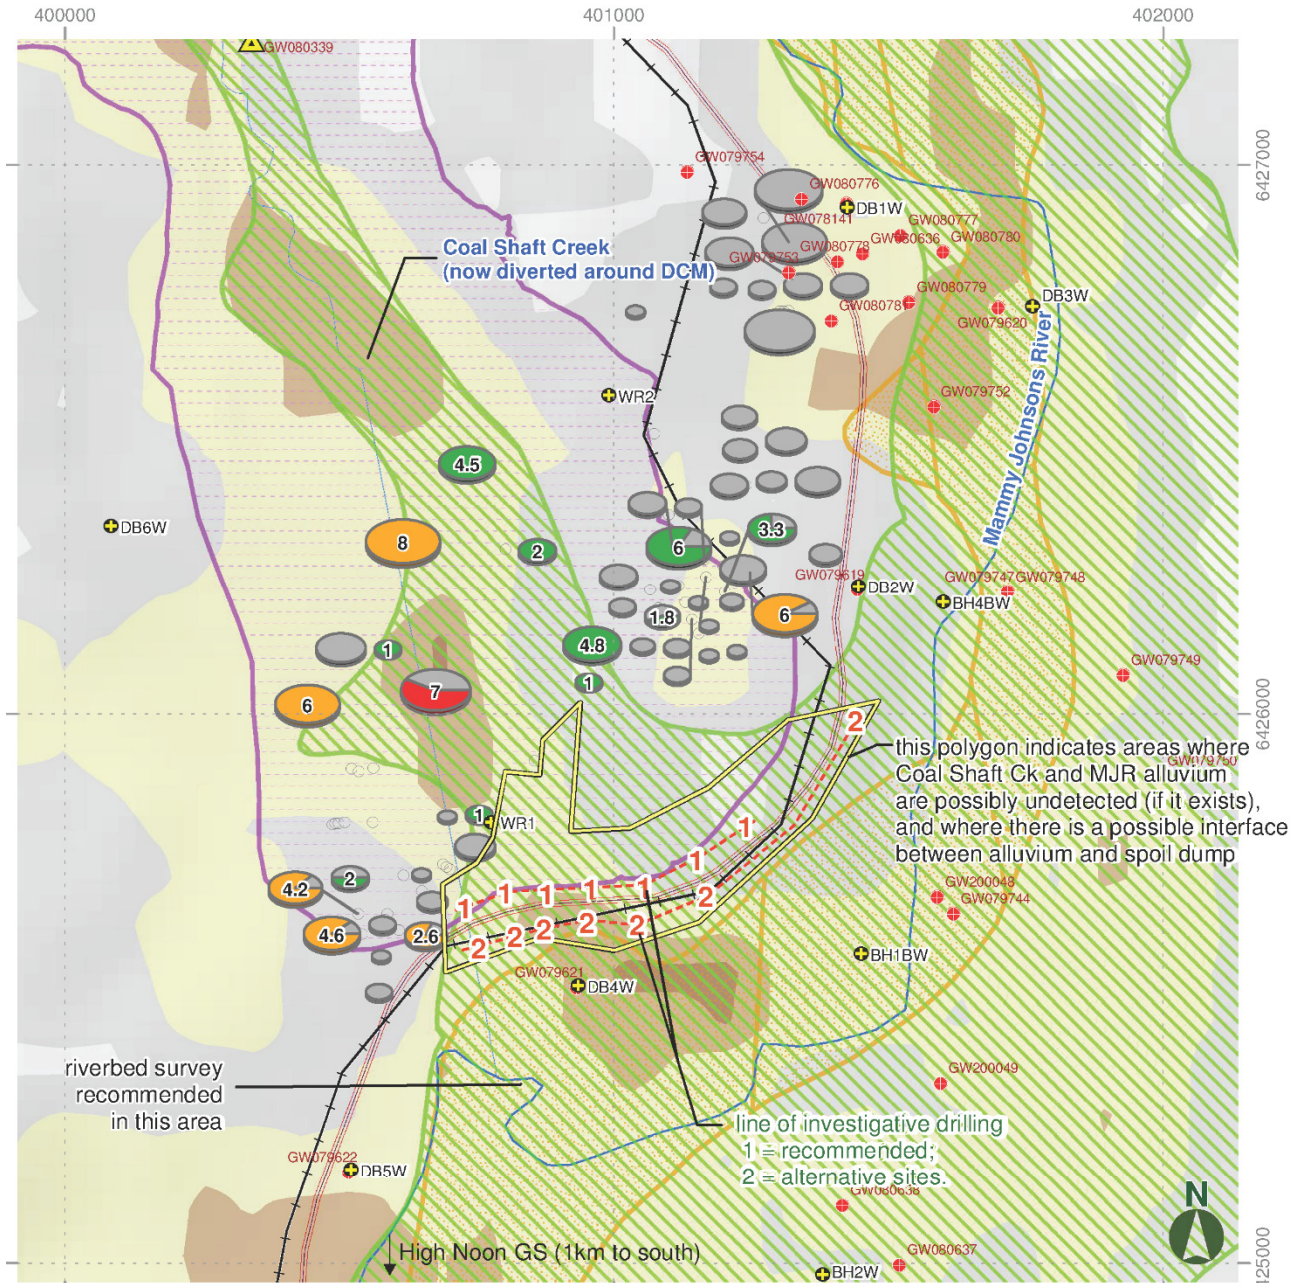 400000
401000
402000
GW080339
6427000
GW079754
GW080776
DB1W
GW078141
GW080777
GW080636
GW080780
GW080778
GW079753
Coal Shaft Creek
(now diverted around DCM)
GW080779
DB3W
GW080781
GW079620
Mammy Johnsons River
WR2
GW079752
4.5
DB6W
8
2
6
3.3
GW079619
DB2W
GW079747
GW079748
BH4BW
1.8
6
4.8
1
1
GW079749
6
7
6426000
2
this polygon indicates areas where
Coal Shaft Ck and MJR alluvium
GW079750
are possibly undetected (if it exists),
and where there is a possible interface
between alluvium and spoil dump
1
WR1
1
1
4.2
2
1
1
1
1
1
2
GW200048
GW079744
4.6
2.6
2
2
2
2
2
BH1BW
GW079621
DB4W
riverbed survey
recommended
in this area
GW200049
line of investigative drilling
1 = recommended;
2 = alternative sites.
GW079622
DB5W
GW080638
N
High Noon GS (1km to south)
GW080637
BH2W
425000